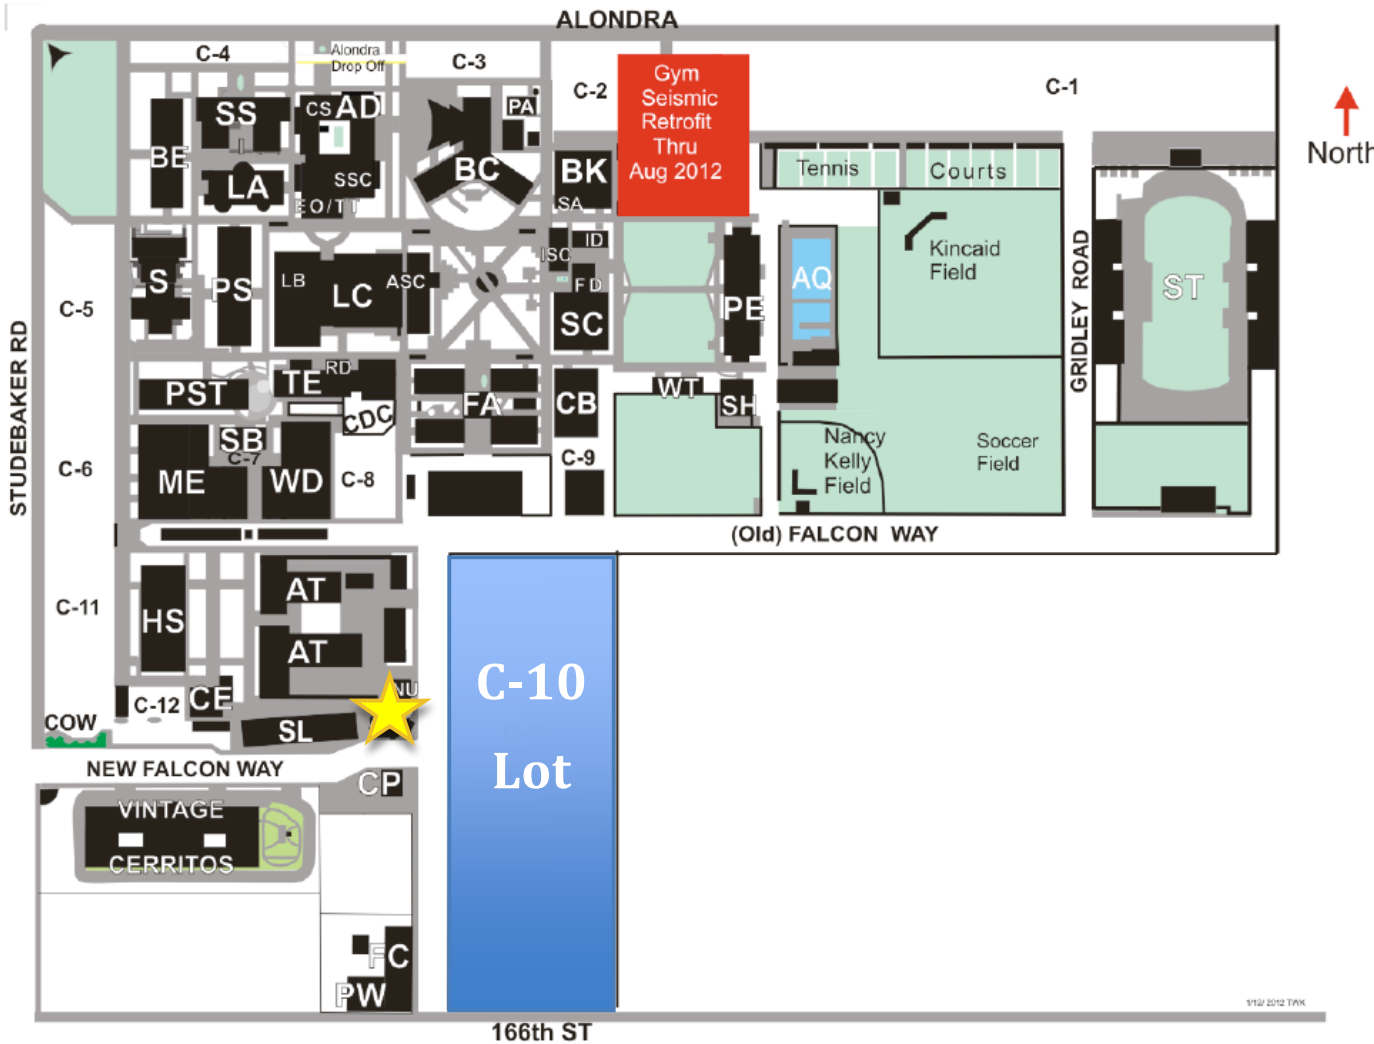 ALONDRA
C-4
Alondra
Drop Off
C-3
C-2
Gym
Seismic
Retrofit
Thru
Aug 2012
C-1
North
SS
CS
AD
PA
BE
LA
SSC
BC
BK
Tennis
Courts
EO/TT
SA
ID
ISC
Kincaid
Field
S
PS
LB
LC
ASC
FD
SC
PE
AQ
ST
C-5
GRIDLEY ROAD
STUDEBAKER RD
PST
TE
RD
CDC
FA
CB
WT
SH
SB
C-7
C-6
ME
WD
C-8
C-9
Nancy
Kelly
Field
Soccer
Field
(Old) FALCON WAY
AT
C-11
HS
AT
C-10
Lot
NU
CE
C-12
COW
SL
NEW FALCON WAY
CP
VINTAGE
CERRITOS
FC
PW
1/12/ 2012 TWK
166th ST